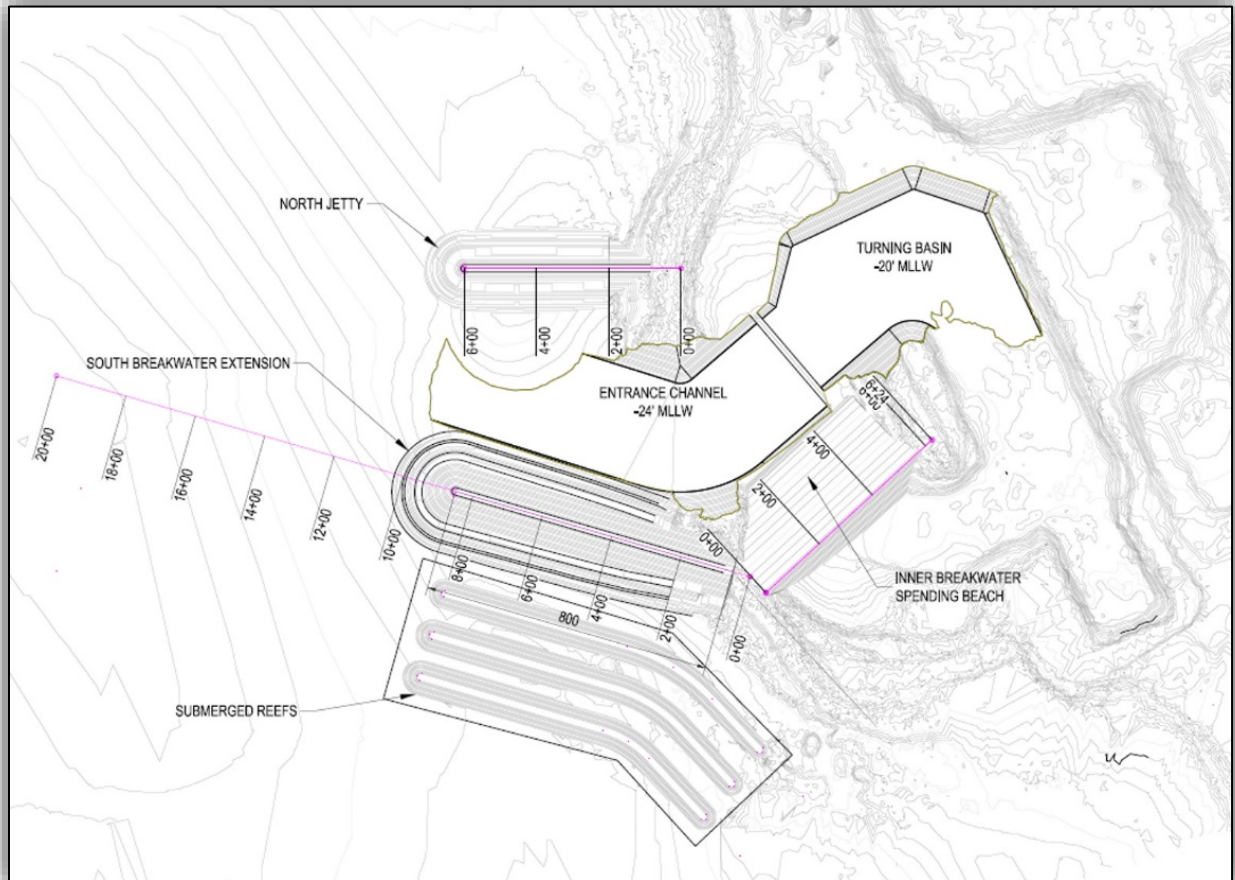 NORTH JETTY
TURNING BASIN
-20' MLLW
6+00
4+00
2+00
0+00
SOUTH BREAKWATER EXTENSION
ENTRANCE CHANNEL
-24' MLLW
20+00
18+00
16+00
14+00
12+00
10+00
8+00
6+00
4+00
2+00
0+00
800
0+00
2+00
4+00
6+00
6+24
INNER BREAKWATER
SPENDING BEACH
SUBMERGED REEFS